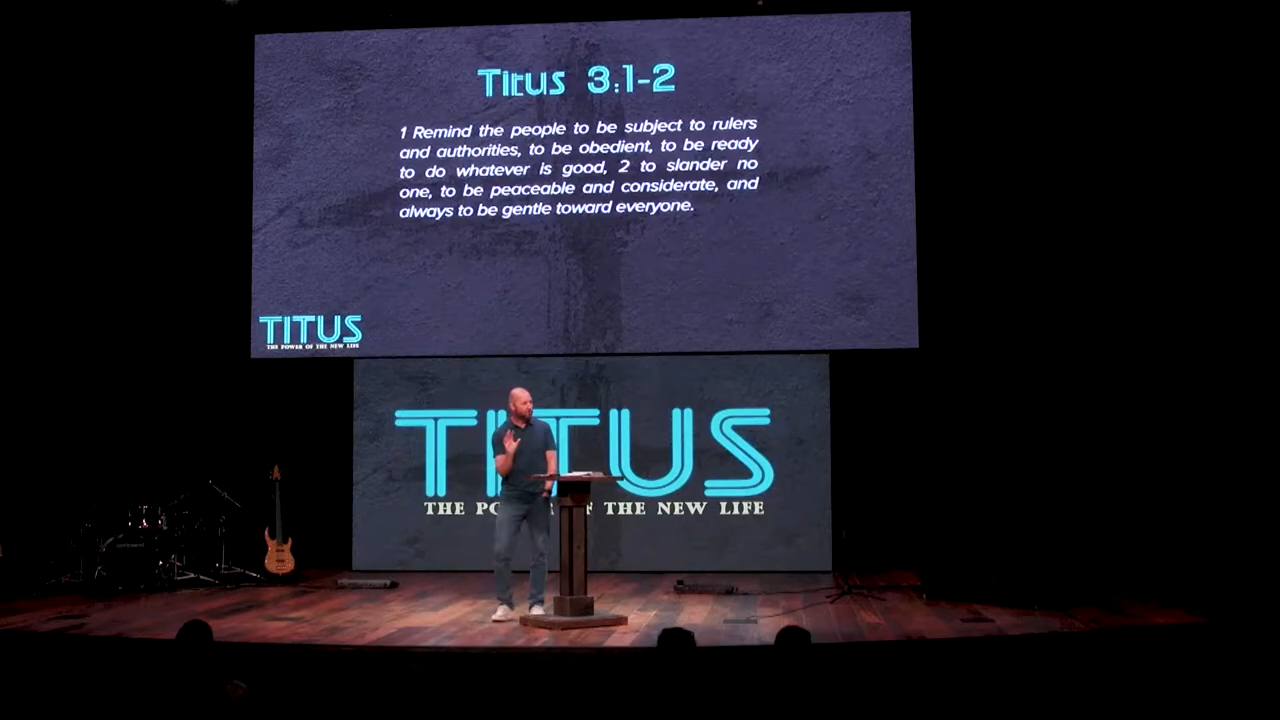 Titus 3:1-2
1 Remind the people to be subject to rulers
and authorities, to be obedient, to be ready
to do whatever is good, 2 to slander no
one, to be peaceable and considerate, and
always to be gentle toward everyone.
TITUS
THE POWER OF THE NEW LIFE
TITUS
THE OF THE NEW LIFE